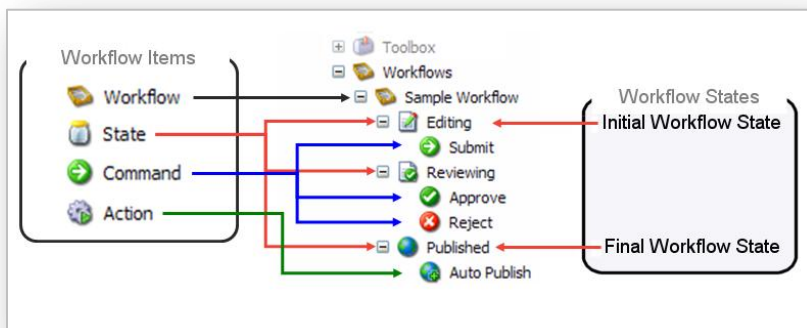 Workflow Items
Workflow
State
Command
Action
Toolbox
Workflows
Sample Workflow
Editing
Submit
Reviewing
Approve
Reject
Published
Auto Publish
Workflow States
Initial Workflow State
Final Workflow State